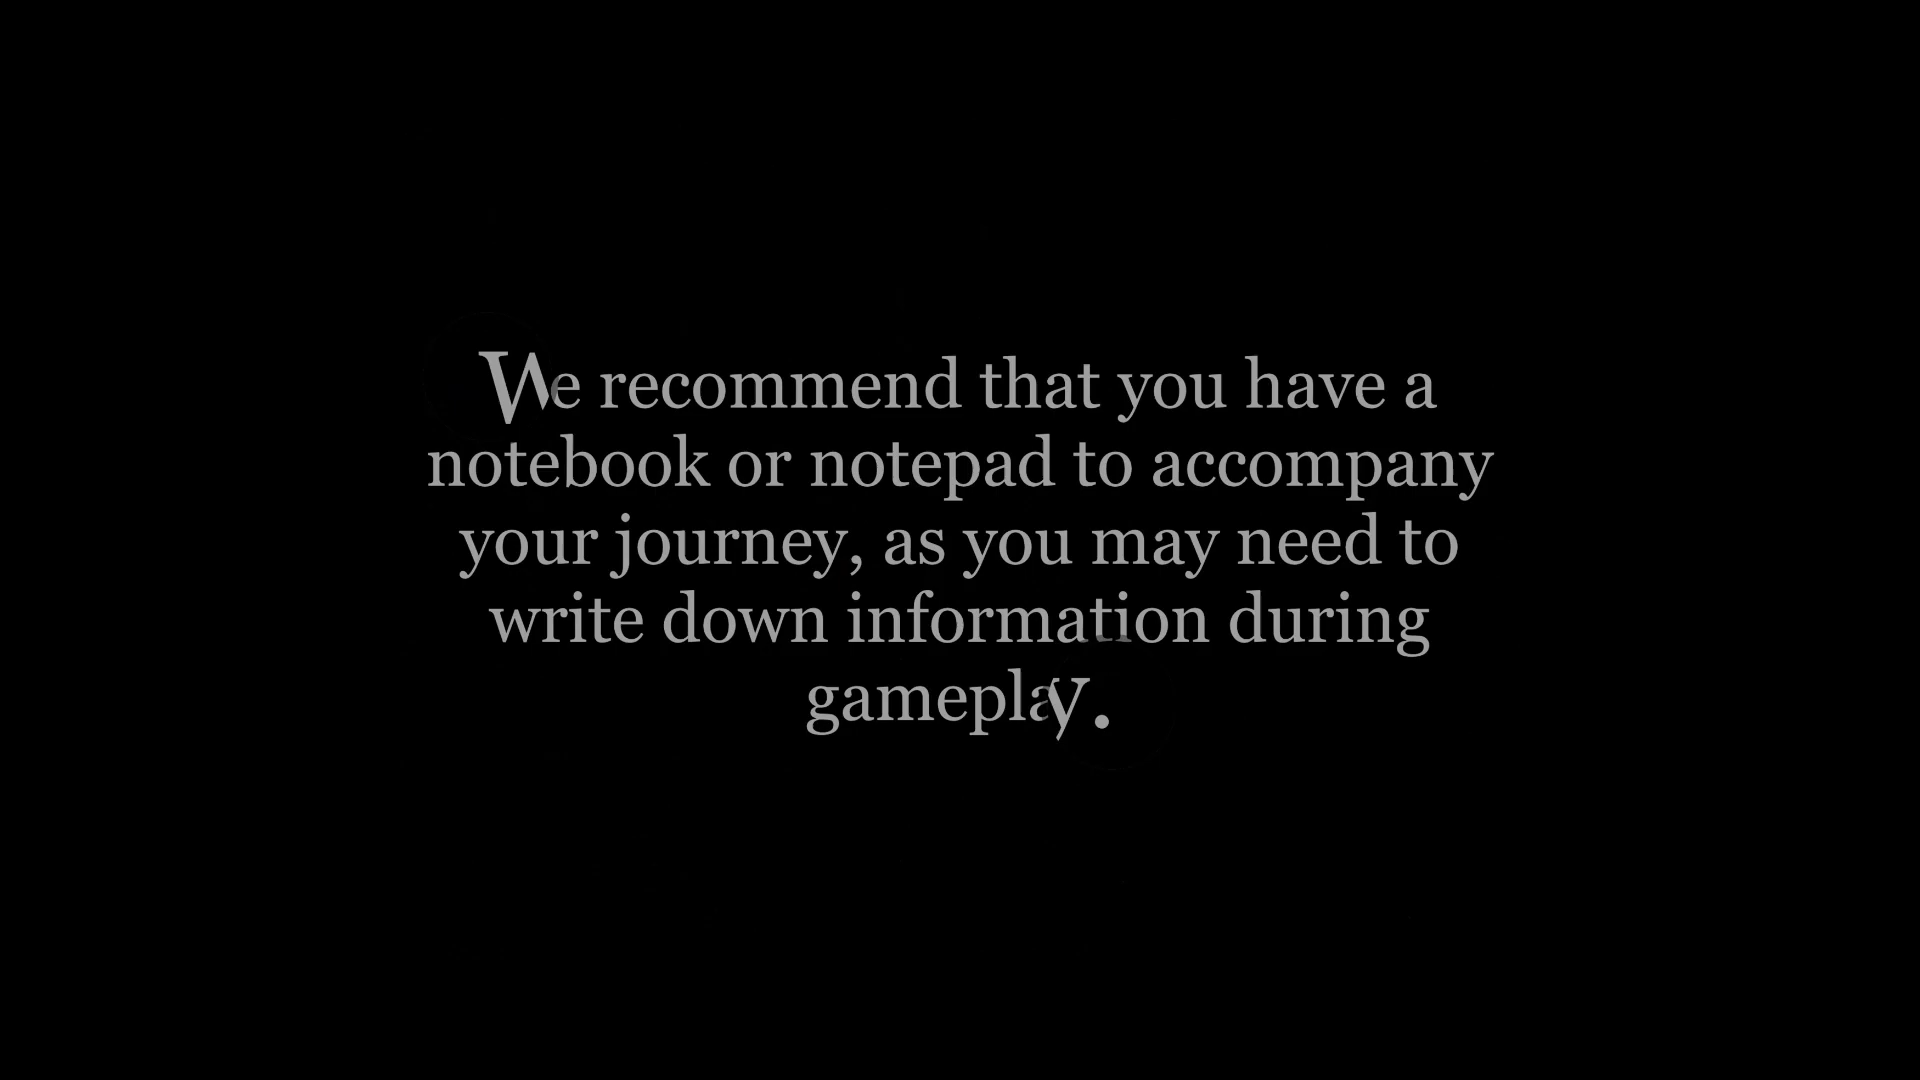 We recommend that you have a
notebook or notepad to accompany
your journey, as you may need to
write down information during
gameplay.